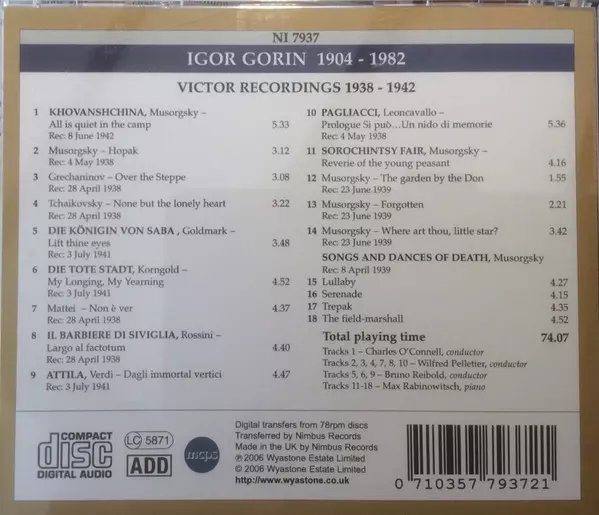 NI 7937
IGOR GORIN 1904 - 1982
VICTOR RECORDINGS 1938 - 1942
1 KHOVANSHCHINA, Musorgsky –
All is quiet in the camp 5.33
Rec: 8 June 1942
2 Musorgsky – Hopak 3.12
Rec: 4 May 1938
3 Grechaninov – Over the Steppe 3.08
Rec: 28 April 1938
4 Tchaikovsky – None but the lonely heart 3.22
Rec: 28 April 1938
5 DIE KÖNIGIN VON SABA , Goldmark –
Lift thine eyes 3.48
Rec: 3 July 1941
6 DIE TOTE STADT, Korngold –
My Longing, My Yearning 4.52
Rec: 3 July 1941
7 Mattei – Non è ver 4.37
Rec: 28 April 1938
8 IL BARBIERE DI SIVIGLIA, Rossini –
Largo al factotum 4.40
Rec: 28 April 1938
9 ATTILA, Verdi – Dagli immortal vertici 4.47
Rec: 3 July 1941
10 PAGLIACCI, Leoncavallo –
Prologue Si può...Un nido di memorie 5.36
Rec: 4 May 1938
11 SOROCHINTSY FAIR, Musorgsky –
Reverie of the young peasant 4.16
12 Musorgsky – The garden by the Don 1.55
Rec: 23 June 1939
13 Musorgsky – Forgotten 2.21
Rec: 23 June 1939
14 Musorgsky – Where art thou, little star? 3.42
Rec: 23 June 1939
SONGS AND DANCES OF DEATH, Musorgsky
Rec: 8 April 1939
15 Lullaby 4.27
16 Serenade 4.15
17 Trepak 4.35
18 The field-marshall 4.52
Total playing time 74.07
Tracks 1 – Charles O'Connell, conductor
Tracks 2, 3, 4, 7, 8, 10 – Wilfred Pelletier, conductor
Tracks 5, 6, 9 – Bruno Reibold, conductor
Tracks 11-18 – Max Rabinowitsch, piano
COMPACT
disc
DIGITAL AUDIO
LC 5871
ADD
mcps
Digital transfers from 78rpm discs
Transferred by Nimbus Records
Made in the UK by Nimbus Records
℗ 2006 Wyastone Estate Limited
© 2006 Wyastone Estate Limited
http://www.wyastone.co.uk
0 710357 793721